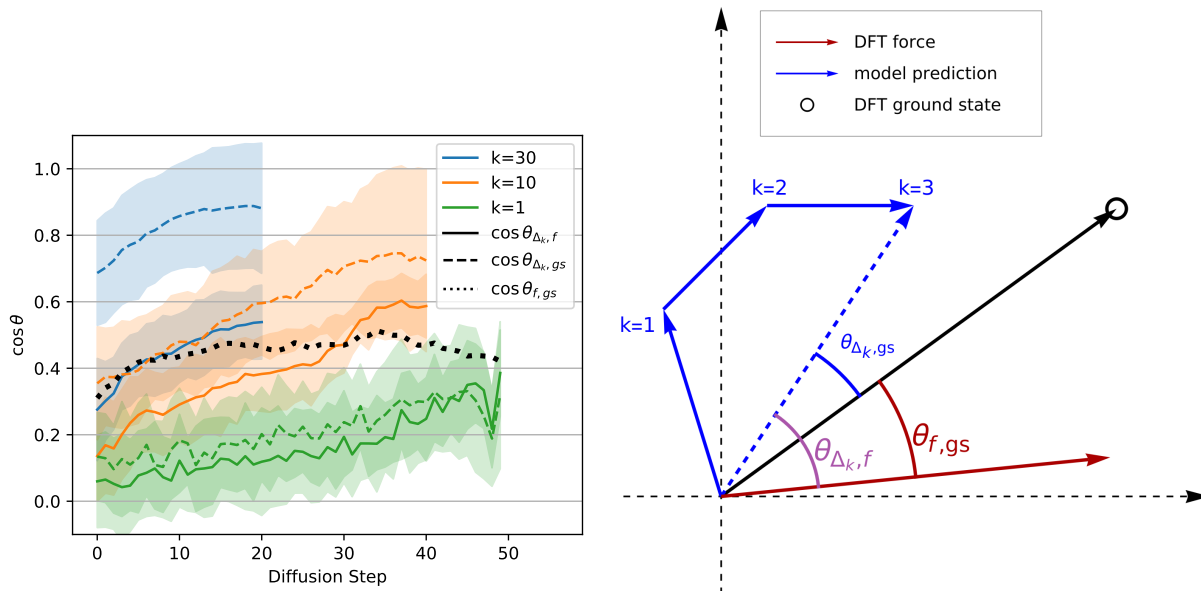 1.0
0.8
0.6
0.4
0.2
0.0
cos θ
0 10 20 30 40 50
Diffusion Step
k=30
k=10
k=1
cos θ_{Δ_k, f}
cos θ_{Δ_k, gs}
cos θ_{f, gs}
DFT force
model prediction
DFT ground state
k=2
k=3
k=1
θ_{Δ_k, gs}
θ_{Δ_k, f}
θ_{f, gs}